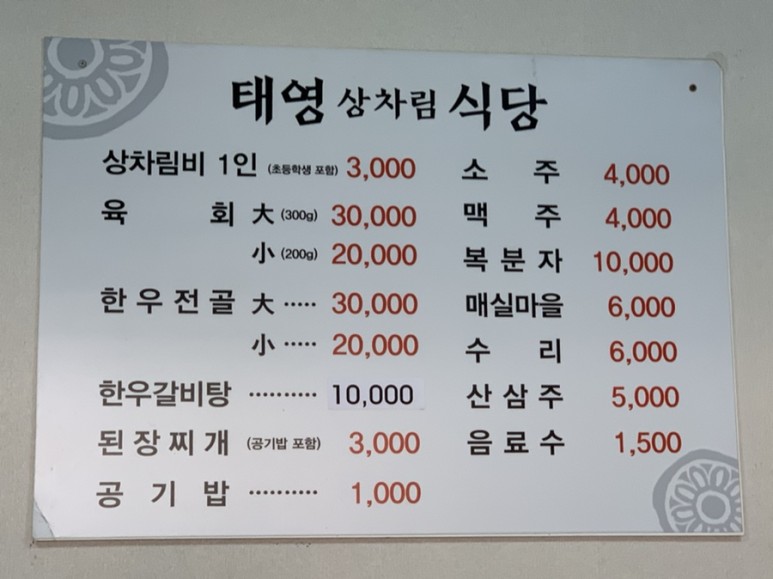 태영 상차림 식당
상차림비 1인 (초등학생 포함) 3,000
육 회 大 (300g) 30,000
小 (200g) 20,000
한우전골 大 ····· 30,000
小 ····· 20,000
한우갈비탕 ·········· 10,000
된장찌개 (공기밥 포함) 3,000
공 기 밥 ·········· 1,000
소 주 4,000
맥 주 4,000
복 분 자 10,000
매실마을 6,000
수 리 6,000
산 삼 주 5,000
음 료 수 1,500